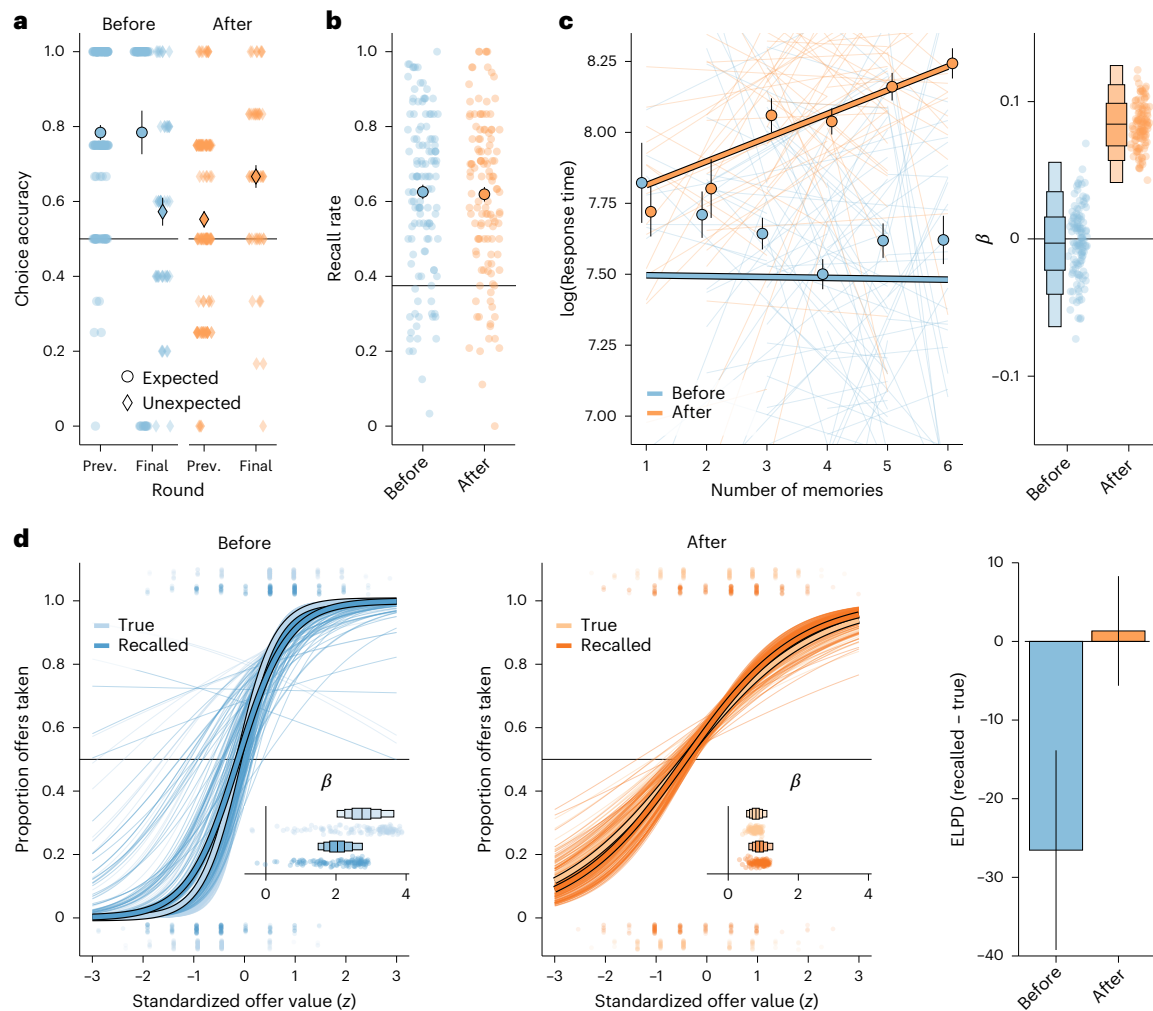 a
Before
After
1.0
0.8
0.6
0.4
0.2
0
Choice accuracy
Expected
Unexpected
Prev.
Final
Prev.
Final
Round
b
1.0
0.8
0.6
0.4
0.2
0
Recall rate
Before
After
c
8.25
8.00
7.75
7.50
7.25
7.00
log(Response time)
Before
After
1
2
3
4
5
6
Number of memories
0.1
0
−0.1
β
Before
After
d
Before
1.0
0.8
0.6
0.4
0.2
0
Proportion offers taken
True
Recalled
β
0
2
4
−3
−2
−1
0
1
2
3
Standardized offer value (z)
After
1.0
0.8
0.6
0.4
0.2
0
Proportion offers taken
True
Recalled
β
0
2
4
−3
−2
−1
0
1
2
3
Standardized offer value (z)
10
0
−10
−20
−30
−40
ELPD (recalled − true)
Before
After